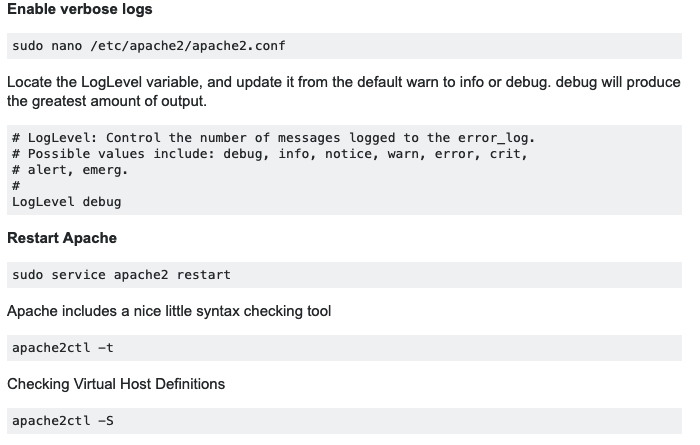 Enable verbose logs
sudo nano /etc/apache2/apache2.conf
Locate the LogLevel variable, and update it from the default warn to info or debug. debug will produce
the greatest amount of output.
# LogLevel: Control the number of messages logged to the error_log.
# Possible values include: debug, info, notice, warn, error, crit,
# alert, emerg.
#
LogLevel debug
Restart Apache
sudo service apache2 restart
Apache includes a nice little syntax checking tool
apache2ctl -t
Checking Virtual Host Definitions
apache2ctl -S